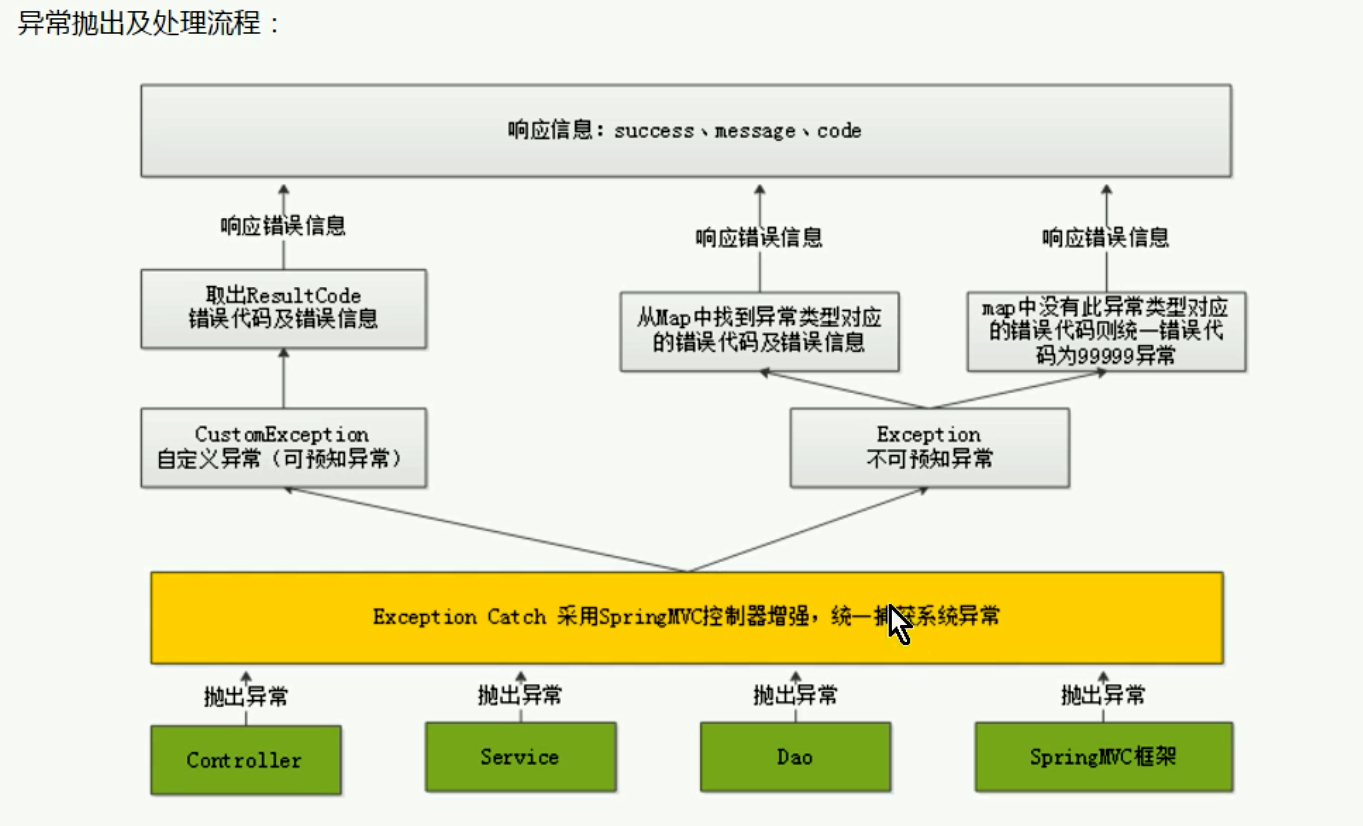 异常抛出及处理流程：
响应信息：success、message、code
响应错误信息
响应错误信息
响应错误信息
取出ResultCode
错误代码及错误信息
从Map中找到异常类型对应
的错误代码及错误信息
map中没有此异常类型对应
的错误代码则统一错误代
码为99999异常
CustomException
自定义异常（可预知异常）
Exception
不可预知异常
Exception Catch 采用SpringMVC控制器增强，统一捕获系统异常
抛出异常
抛出异常
抛出异常
抛出异常
Controller
Service
Dao
SpringMVC框架